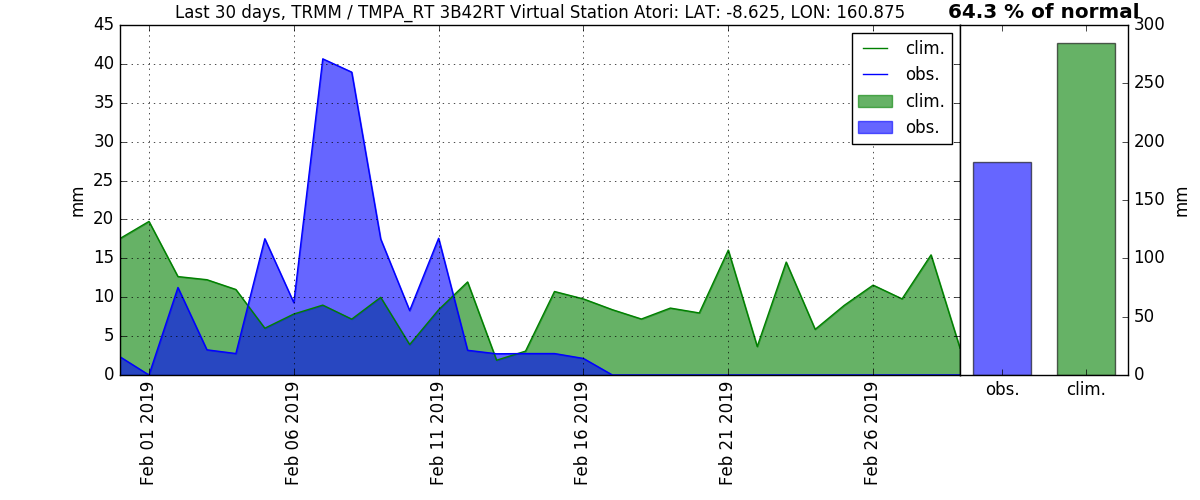 Last 30 days, TRMM / TMPA_RT 3B42RT Virtual Station Atori: LAT: -8.625, LON: 160.875
64.3 % of normal
45
40
35
30
25
20
15
10
5
0
mm
clim.
obs.
clim.
obs.
Feb 01 2019
Feb 06 2019
Feb 11 2019
Feb 16 2019
Feb 21 2019
Feb 26 2019
300
250
200
150
100
50
0
mm
obs.
clim.